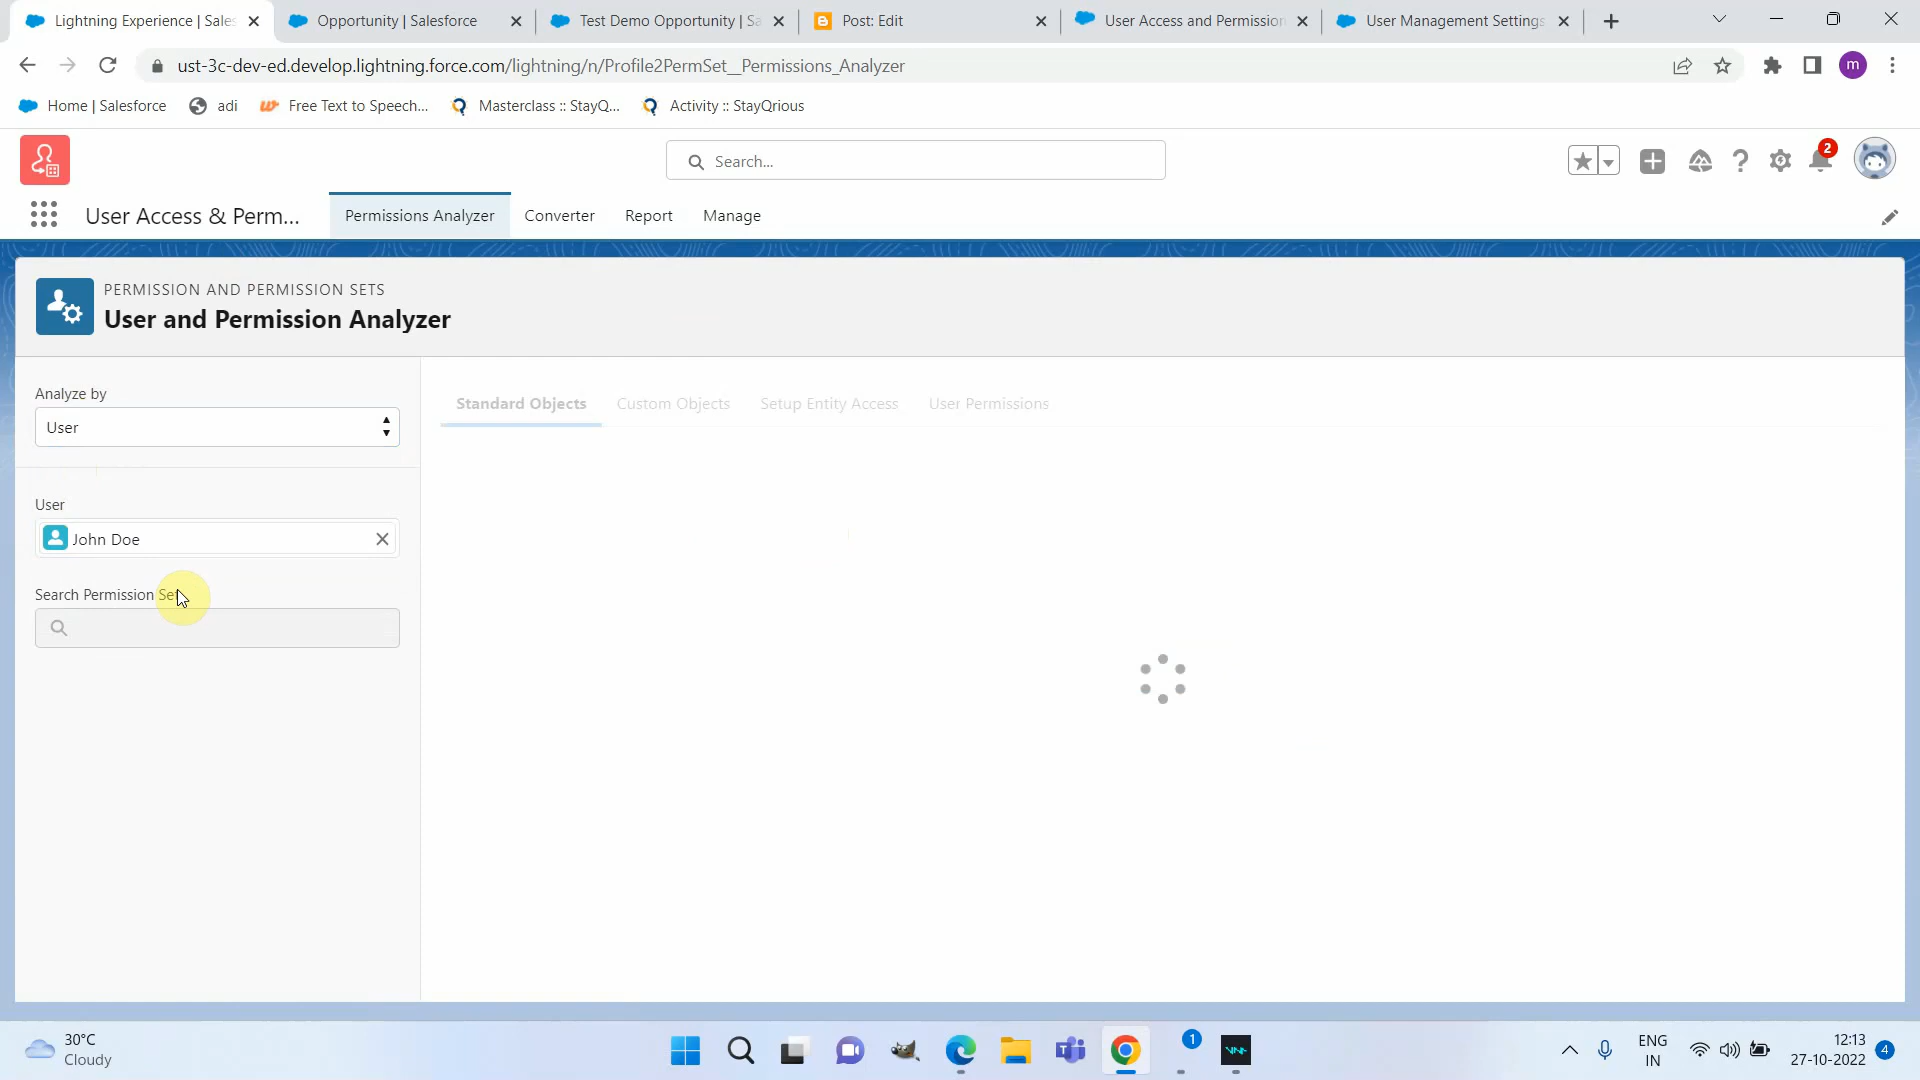 Lightning Experience | Sales
Opportunity | Salesforce
Test Demo Opportunity | Sa
Post: Edit
User Access and Permission
User Management Settings
ust-3c-dev-ed.develop.lightning.force.com/lightning/n/Profile2PermSet__Permissions_Analyzer
m
Home | Salesforce
adi
Free Text to Speech...
Masterclass :: StayQ...
Activity :: StayQrious
Search...
2
User Access & Perm...
Permissions Analyzer
Converter
Report
Manage
PERMISSION AND PERMISSION SETS
User and Permission Analyzer
Analyze by
User
Standard Objects
Custom Objects
Setup Entity Access
User Permissions
User
John Doe
Search Permission Set
30°C
Cloudy
1
ENG
IN
12:13
27-10-2022
4